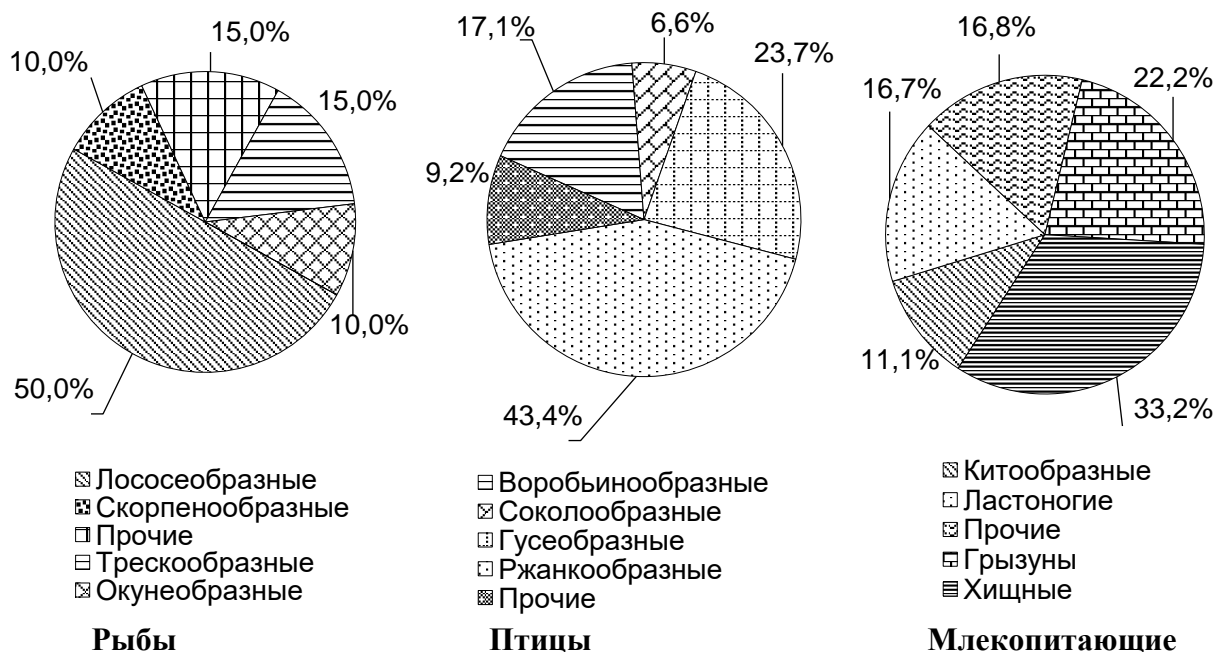 15,0%
10,0%
15,0%
10,0%
50,0%
Лососеобразные
Скорпенообразные
Прочие
Трескообразные
Окунеобразные
Рыбы
17,1%
6,6%
23,7%
9,2%
43,4%
Воробьинообразные
Соколообразные
Гусеобразные
Ржанкообразные
Прочие
Птицы
16,8%
22,2%
16,7%
11,1%
33,2%
Китообразные
Ластоногие
Прочие
Грызуны
Хищные
Млекопитающие